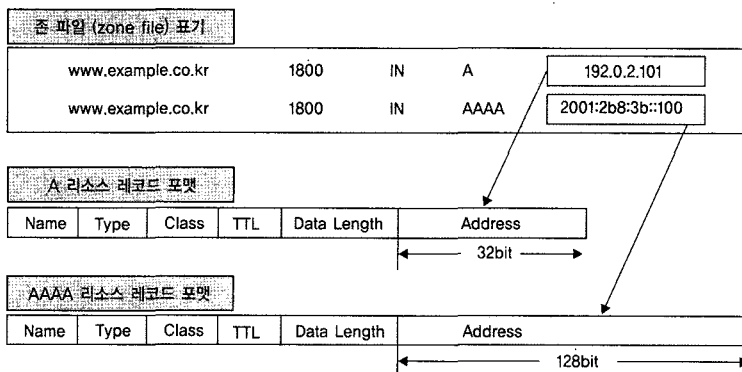 존 파일 (zone file) 표기
www.example.co.kr 1800 IN A 192.0.2.101
www.example.co.kr 1800 IN AAAA 2001:2b8:3b::100
A 리소스 레코드 포맷
Name Type Class TTL Data Length Address
32bit
AAAA 리소스 레코드 포맷
Name Type Class TTL Data Length Address
128bit